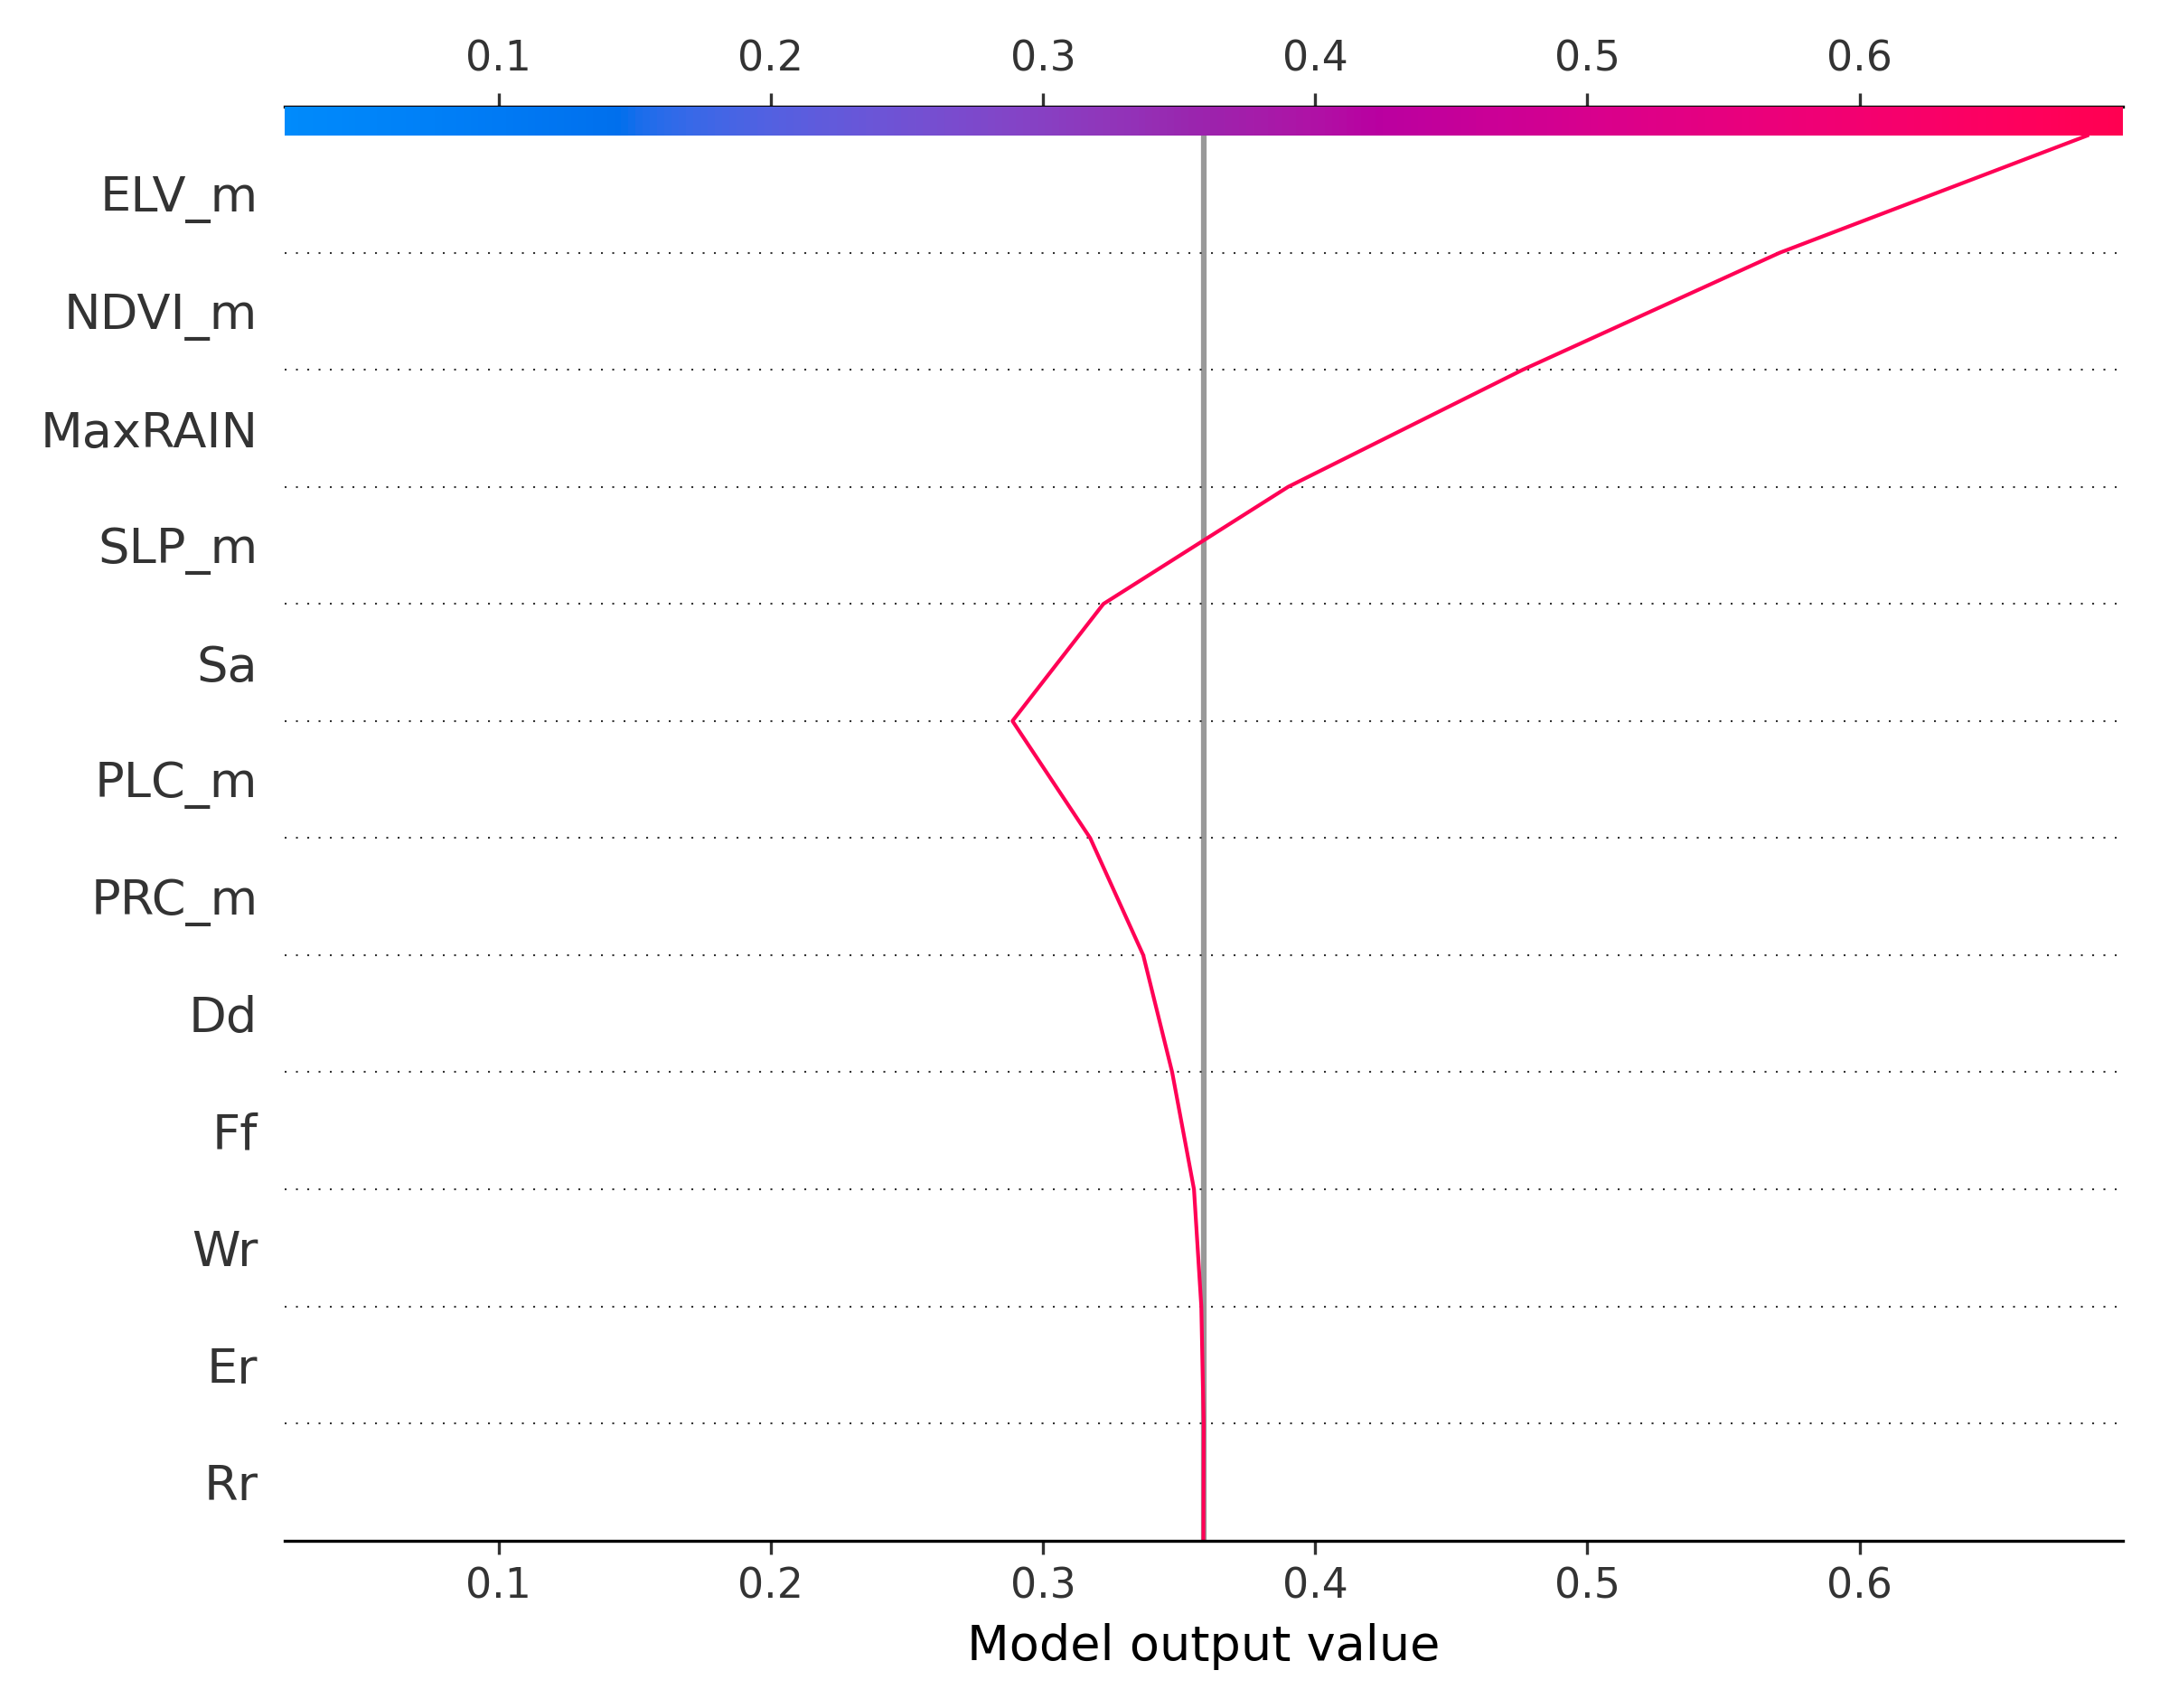 0.1 0.2 0.3 0.4 0.5 0.6
ELV_m
NDVI_m
MaxRAIN
SLP_m
Sa
PLC_m
PRC_m
Dd
Ff
Wr
Er
Rr
0.1 0.2 0.3 0.4 0.5 0.6
Model output value